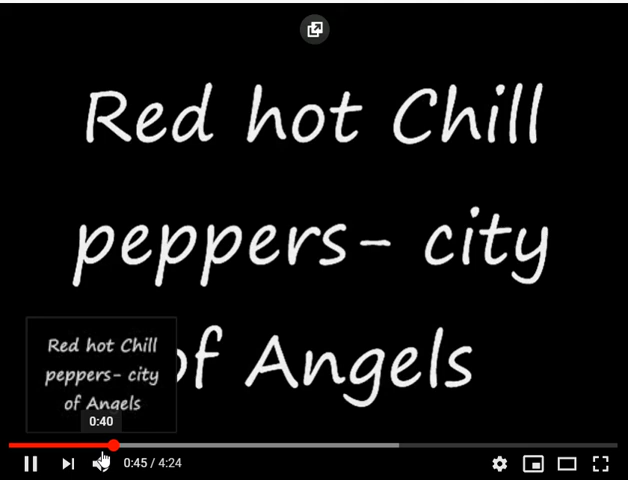 Red hot Chill
peppers- city
of Angels
Red hot Chill
peppers- city
of Angels
0:40
0:45 / 4:24